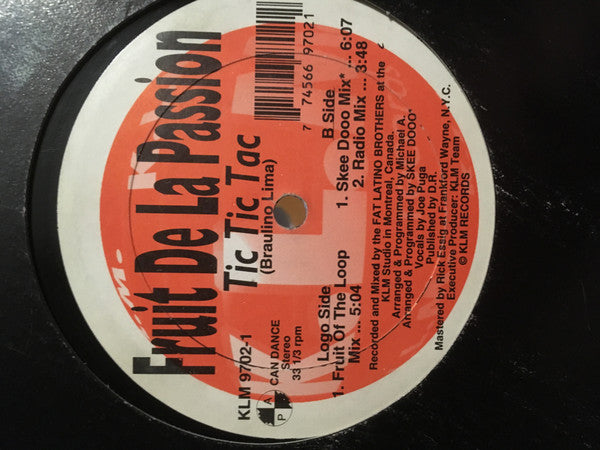 Fruit De La Passion
Tic Tic Tac
(Braulino Lima)
7 74566 97021
KLM 9702-1
A P
CAN DANCE
Stereo
33 1/3 rpm
Logo Side
1. Fruit Of The Loop
Mix ... 5:04
B Side
1. Skee Dooo Mix* ... 6:07
2. Radio Mix ... 3:48
Recorded and Mixed by the FAT LATINO BROTHERS at the
KLM Studio in Montreal, Canada.
Arranged & Programmed by Michael A.
Arranged & Programmed by SKEE DOOO*
Vocals by Joe Puga
Published by D.R.
Mastered by Rick Essig at Frankford Wayne, N.Y.C.
Executive Producer: KLM Team
© KLM RECORDS